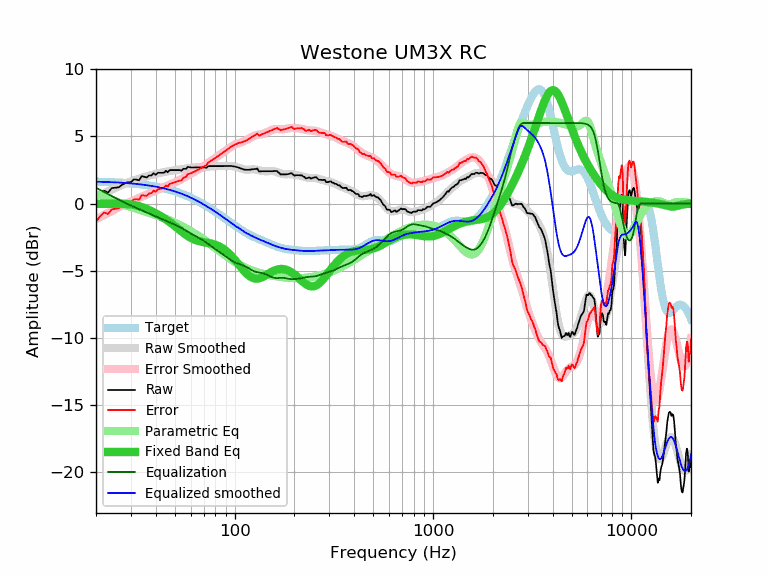 Westone UM3X RC
10
5
0
−5
−10
−15
−20
Amplitude (dBr)
Target
Raw Smoothed
Error Smoothed
Raw
Error
Parametric Eq
Fixed Band Eq
Equalization
Equalized smoothed
100
1000
10000
Frequency (Hz)